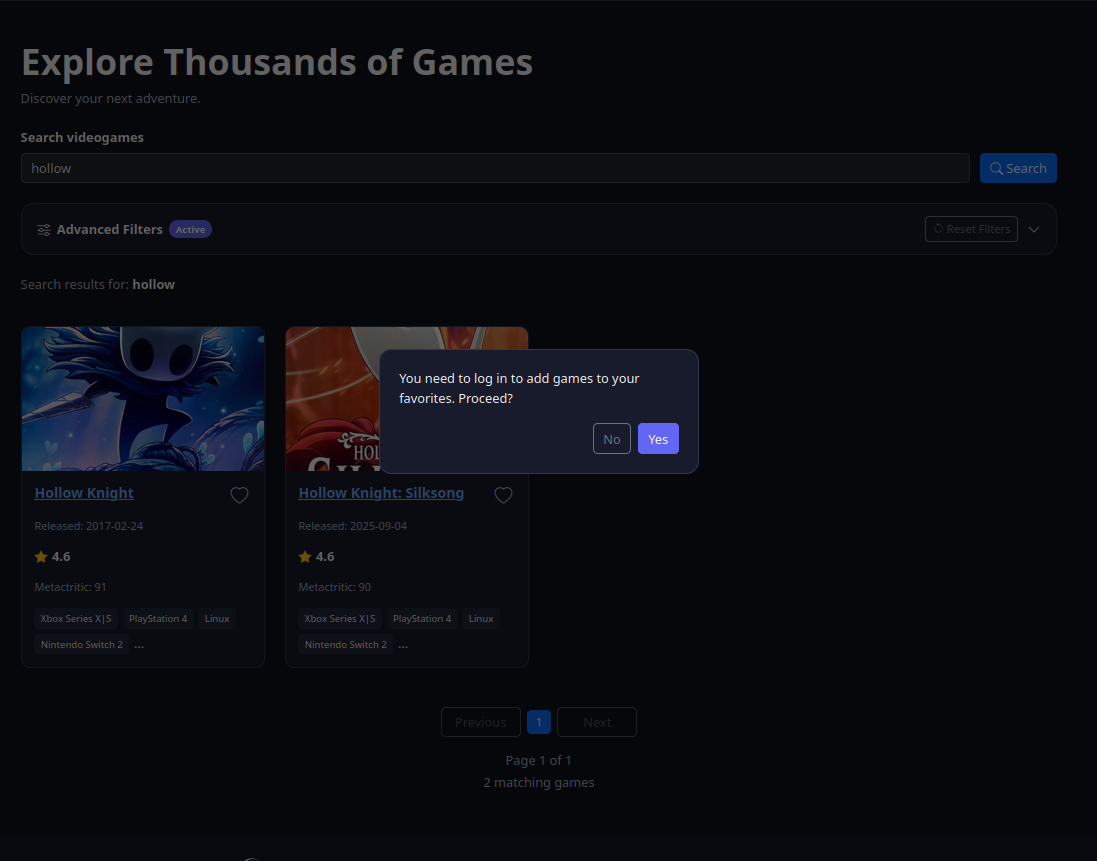 Explore Thousands of Games
Discover your next adventure.
Search videogames
hollow
Search
Advanced Filters Active
Reset Filters
Search results for: hollow
You need to log in to add games to your
favorites. Proceed?
No Yes
Hollow Knight
Released: 2017-02-24
4.6
Metactritic: 91
Xbox Series X|S PlayStation 4 Linux
Nintendo Switch 2 ...
Hollow Knight: Silksong
Released: 2025-09-04
4.6
Metactritic: 90
Xbox Series X|S PlayStation 4 Linux
Nintendo Switch 2 ...
Previous 1 Next
Page 1 of 1
2 matching games